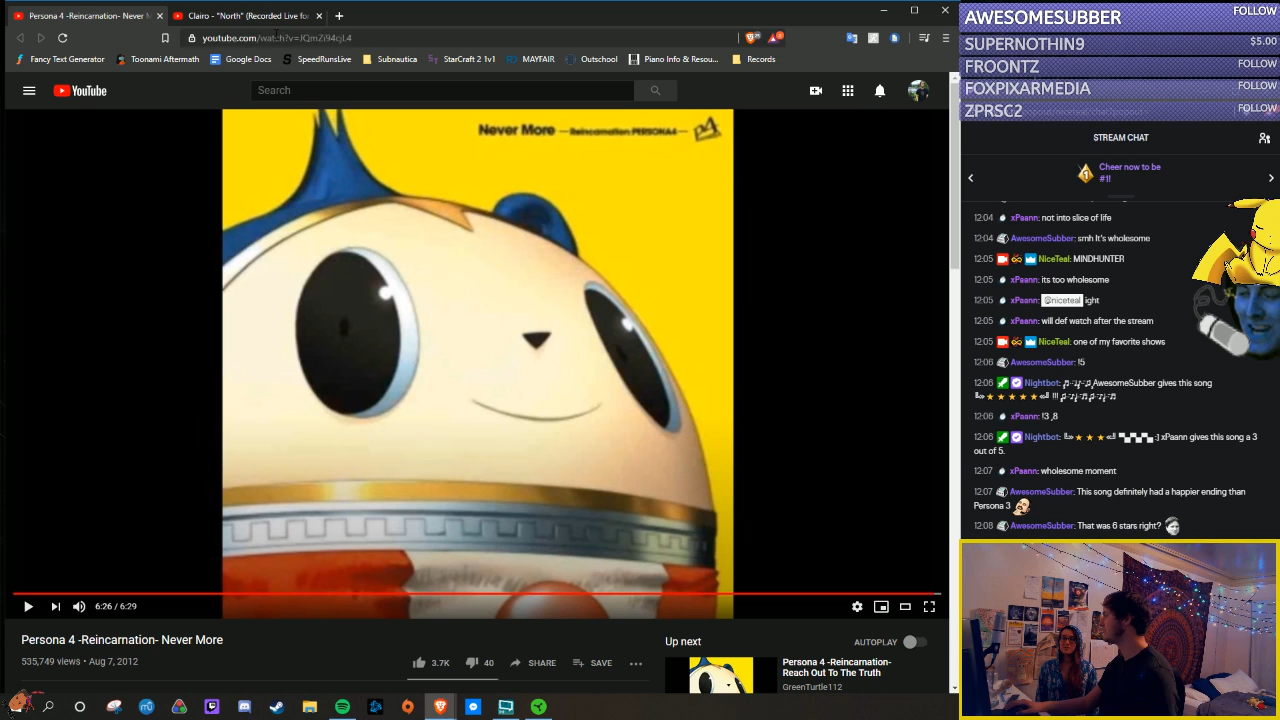 Persona 4 -Reincarnation- Never M
Clairo - "North" (Recorded Live fo
youtube.com/watch?v=JQmZi94cjL4
Fancy Text Generator
Toonami Aftermath
Google Docs
SpeedRunsLive
Subnautica
StarCraft 2 1v1
MAYFAIR
Outschool
Piano Info & Resou...
Records
YouTube
Search
Never More —Reincarnation:PERSONA4— P4
6:26 / 6:29
Persona 4 -Reincarnation- Never More
535,749 views • Aug 7, 2012
3.7K
40
SHARE
SAVE
Up next
AUTOPLAY
Persona 4 -Reincarnation-
Reach Out To The Truth
GreenTurtle112
AWESOMESUBBER FOLLOW
SUPERNOTHIN9 $5.00
FROONTZ FOLLOW
FOXPIXARMEDIA FOLLOW
ZPRSC2 FOLLOW
STREAM CHAT
Cheer now to be
#1!
12:04 xPaann: not into slice of life
12:04 AwesomeSubber: smh It's wholesome
12:05 NiceTeal: MINDHUNTER
12:05 xPaann: its too wholesome
12:05 xPaann: @niceteal ight
12:05 xPaann: will def watch after the stream
12:05 NiceTeal: one of my favorite shows
12:06 AwesomeSubber: !5
12:06 Nightbot: AwesomeSubber gives this song
★ ★ ★ ★ ★ !!!
12:06 xPaann: !3 ,8
12:06 Nightbot: ★ ★ ★ :] xPaann gives this song a 3
out of 5.
12:07 xPaann: wholesome moment
12:07 AwesomeSubber: This song definitely had a happier ending than
Persona 3
12:08 AwesomeSubber: That was 6 stars right?